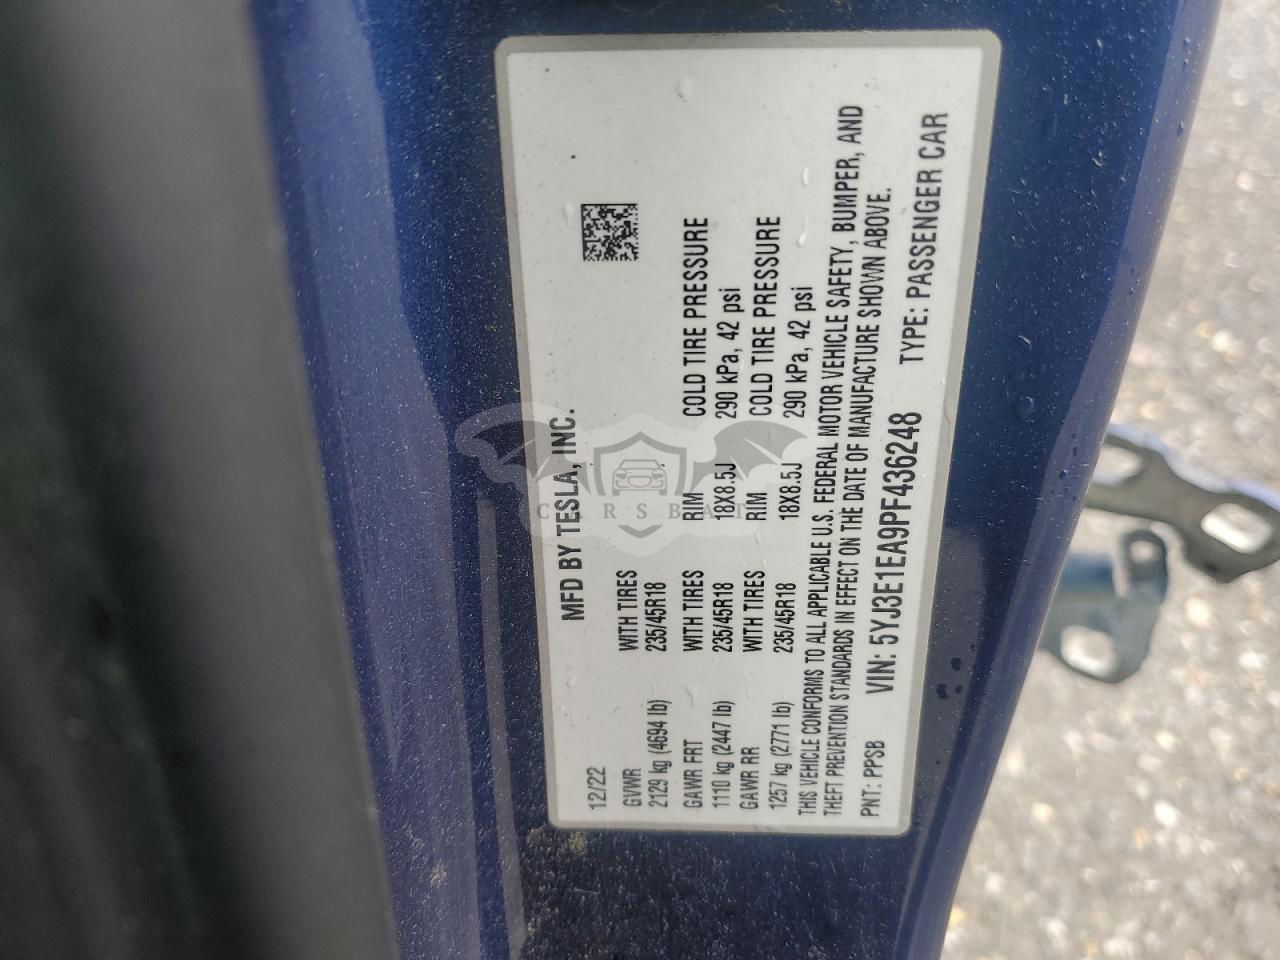 MFD BY TESLA, INC.
12/22
GVWR WITH TIRES
2129 kg (4694 lb) 235/45R18
GAWR FRT WITH TIRES RIM COLD TIRE PRESSURE
1110 kg (2447 lb) 235/45R18 18X8.5J 290 kPa, 42 psi
GAWR RR WITH TIRES RIM COLD TIRE PRESSURE
1257 kg (2771 lb) 235/45R18 18X8.5J 290 kPa, 42 psi
THIS VEHICLE CONFORMS TO ALL APPLICABLE U.S. FEDERAL MOTOR VEHICLE SAFETY, BUMPER, AND
THEFT PREVENTION STANDARDS IN EFFECT ON THE DATE OF MANUFACTURE SHOWN ABOVE.
PNT: PPSB VIN: 5YJ3E1EA9PF436248 TYPE: PASSENGER CAR
CARSBAT